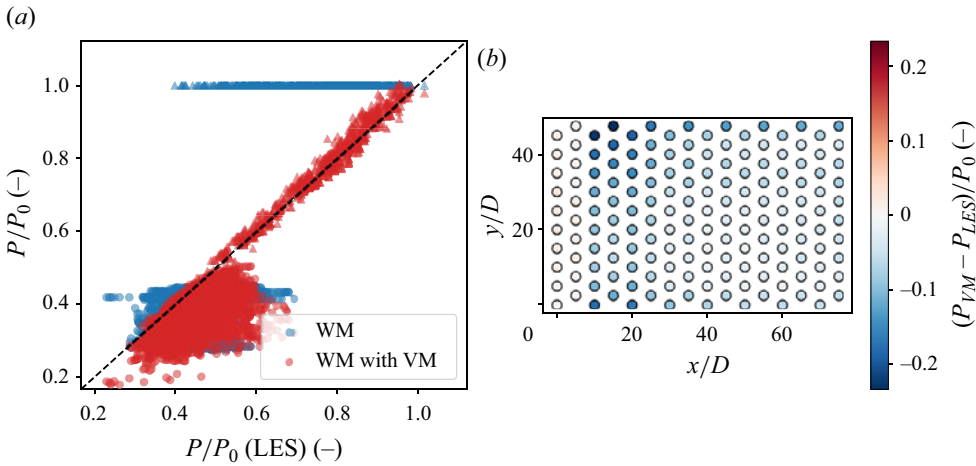 (a)
P/P0 (–)
1.0
0.8
0.6
0.4
0.2
WM
WM with VM
0.2 0.4 0.6 0.8 1.0
P/P0 (LES) (–)
(b)
y/D
40
20
0 20 40 60
x/D
0.2
0.1
0
–0.1
–0.2
(PVM – PLES)/P0 (–)